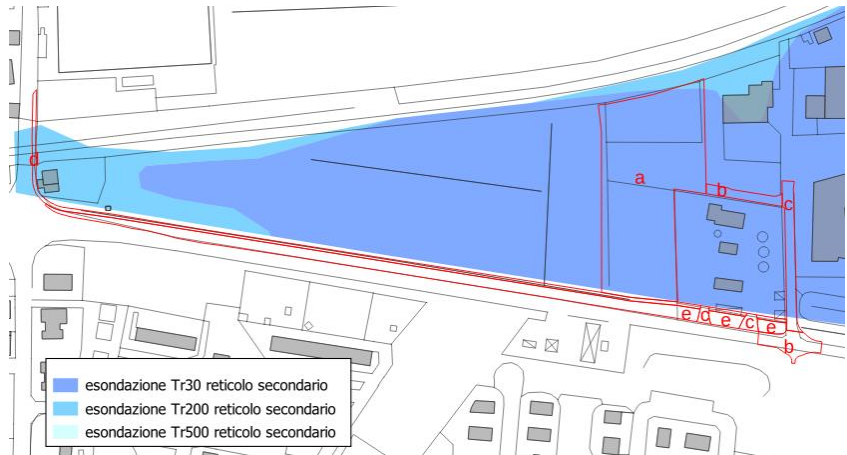 d
a
b
c
e /d e /c e
b
esondazione Tr30 reticolo secondario
esondazione Tr200 reticolo secondario
esondazione Tr500 reticolo secondario